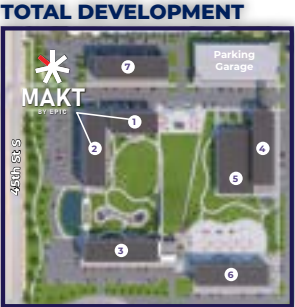 TOTAL DEVELOPMENT
Parking
Garage
7
MAKT
BY EPIC
1
2
4
45th St S
5
3
6